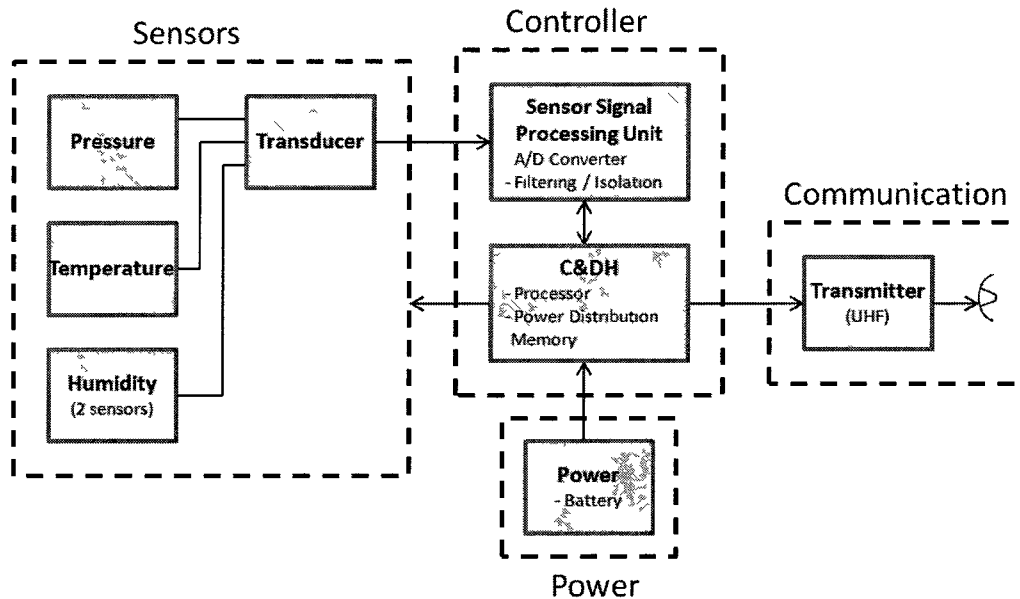 Sensors
Pressure
Transducer
Temperature
Humidity
(2 sensors)
Controller
Sensor Signal
Processing Unit
A/D Converter
- Filtering / Isolation
C&DH
- Processor
- Power Distribution
Memory
Communication
Transmitter
(UHF)
Power
- Battery
Power